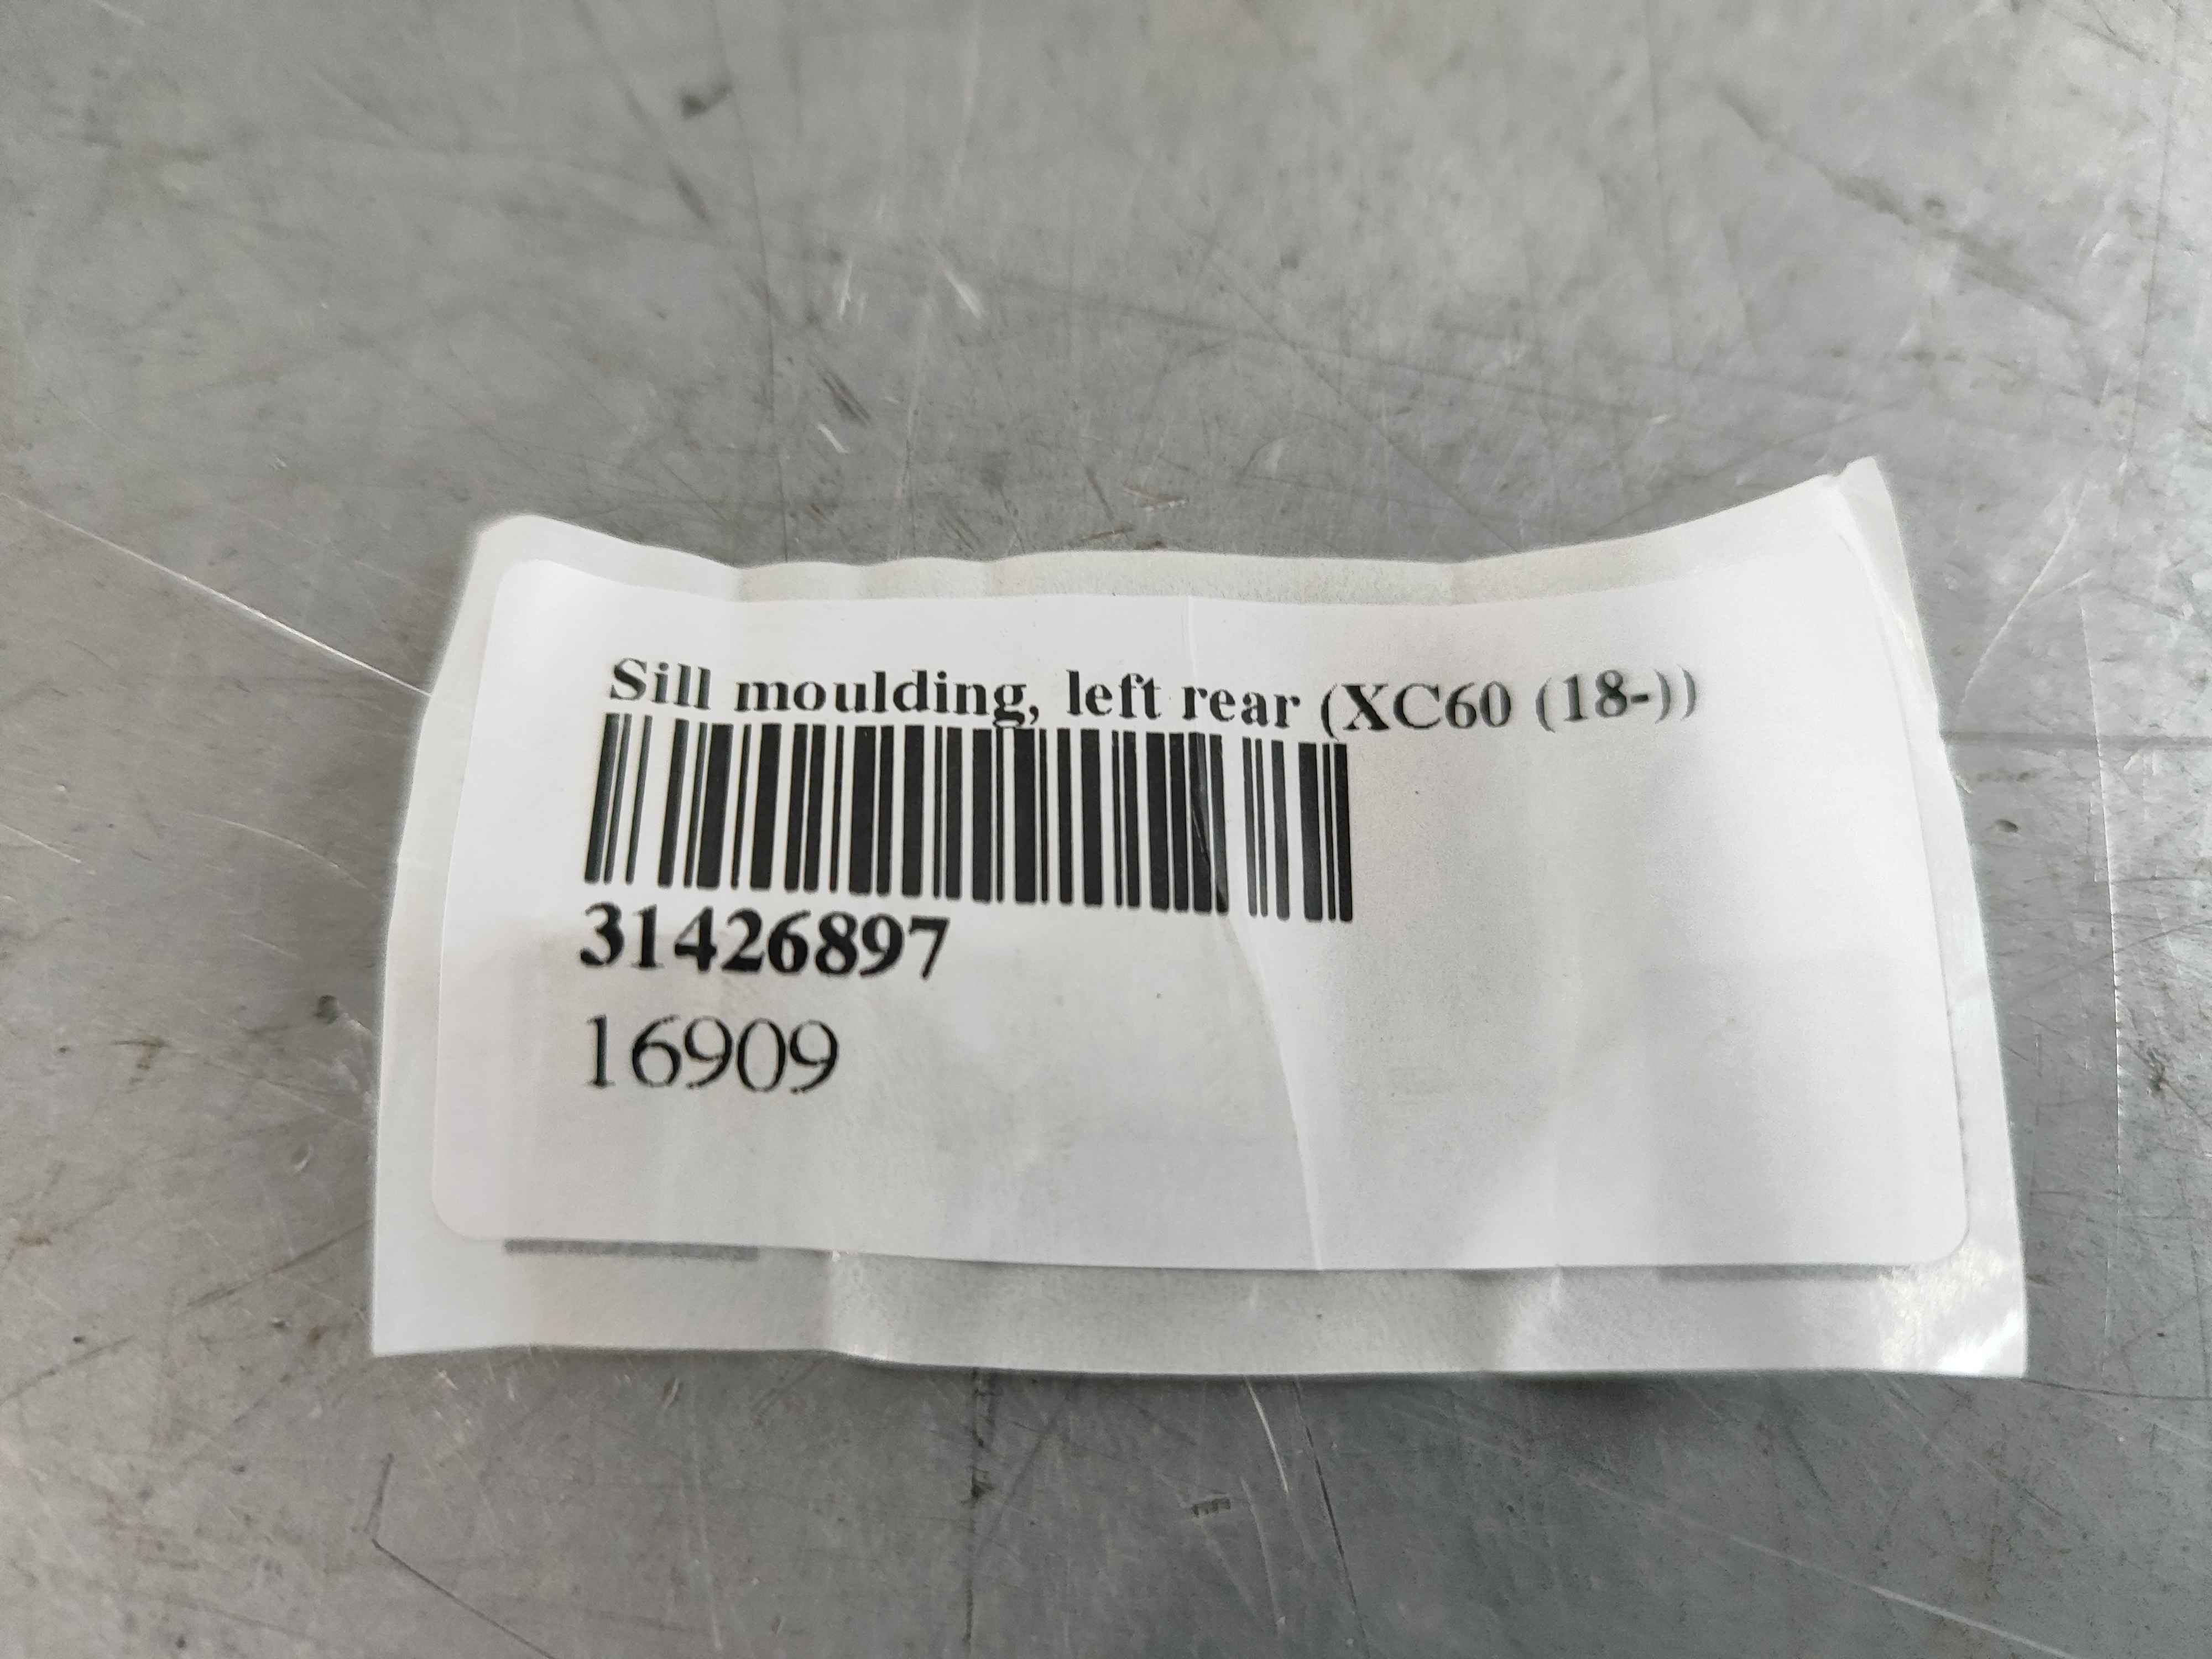 Sill moulding, left rear (XC60 (18-))
31426897
16909